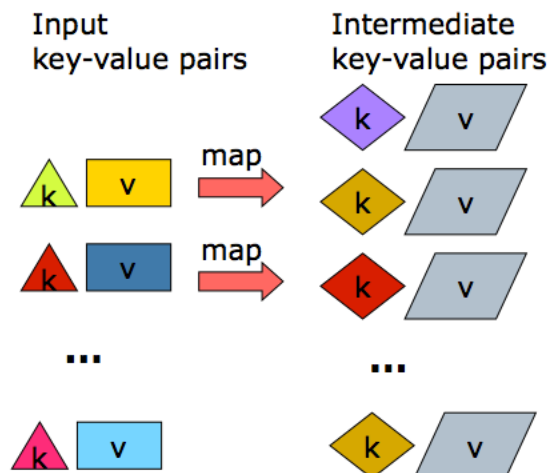 Input
key-value pairs
Intermediate
key-value pairs
k v
map
k v
k v
map
k v
k v
...
...
k v
k v